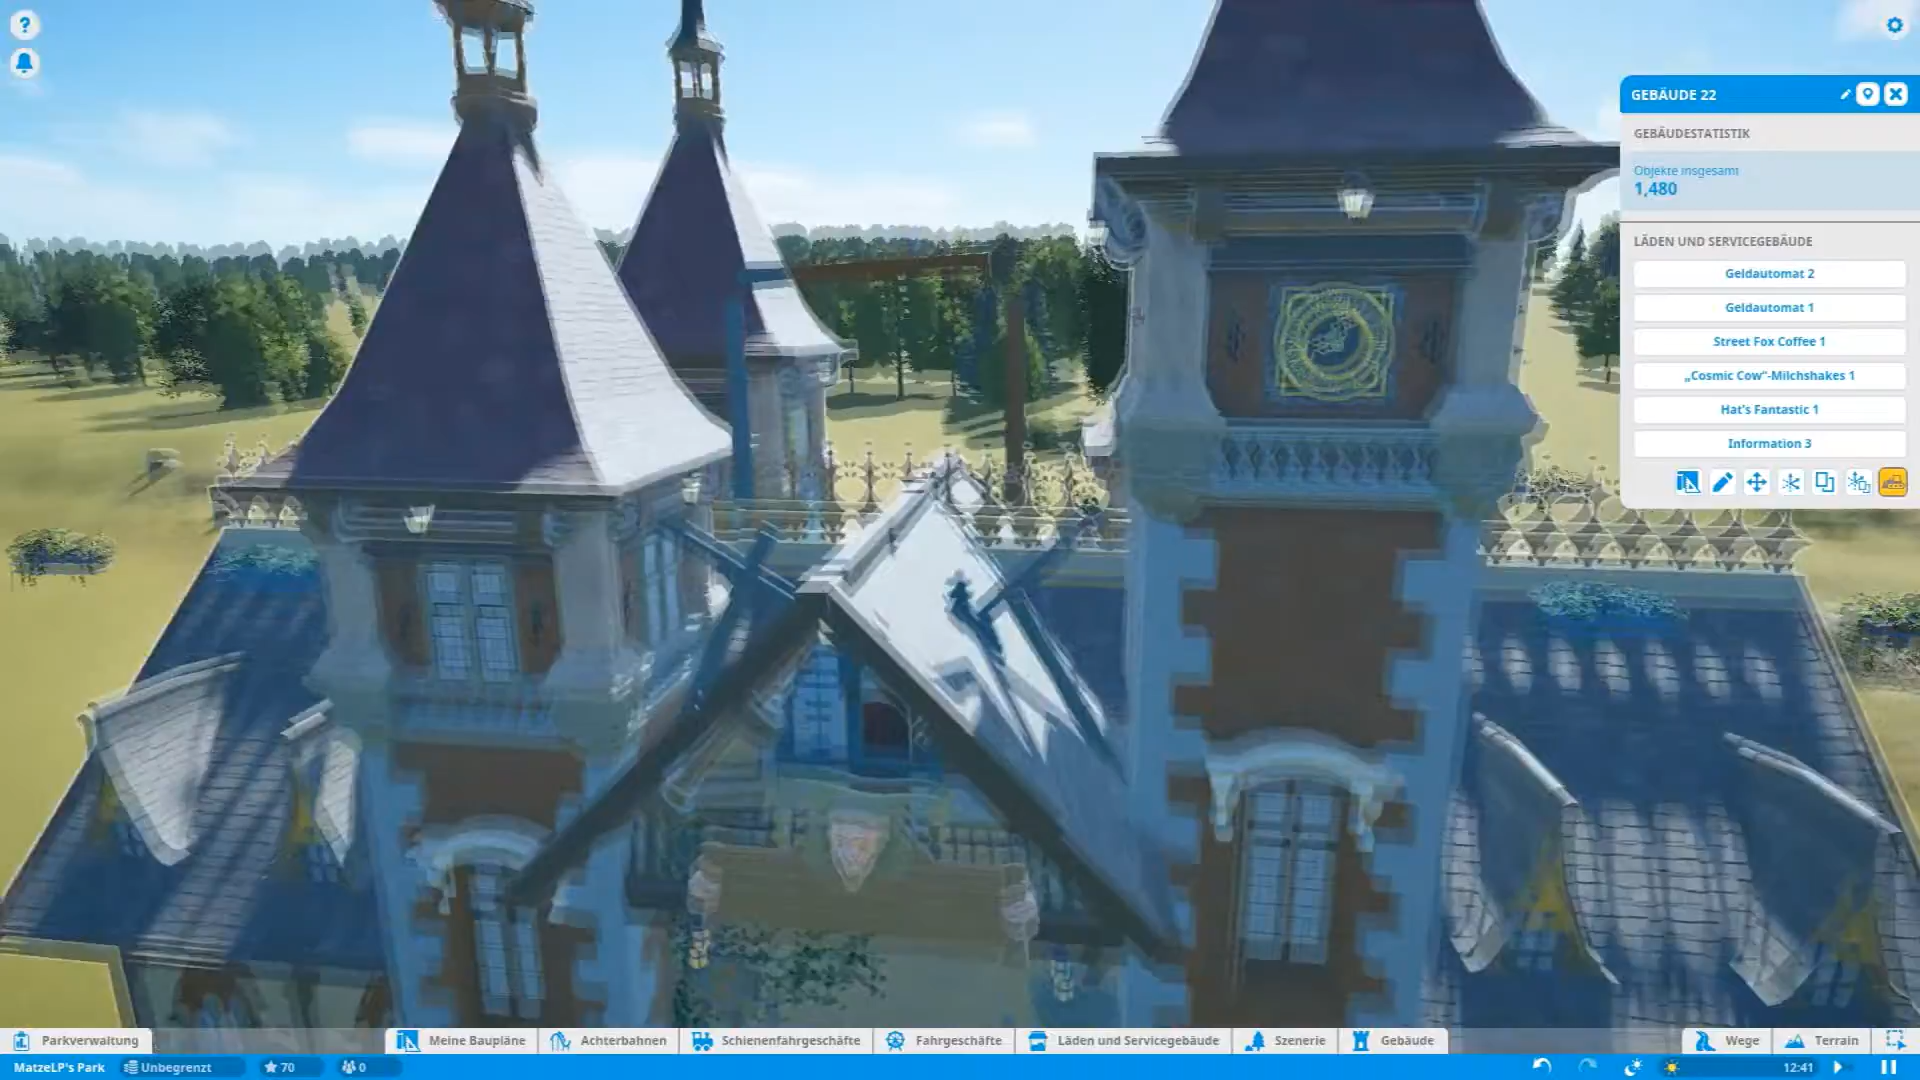 ?
GEBÄUDE 22
GEBÄUDESTATISTIK
Objekte insgesamt
1,480
LÄDEN UND SERVICEGEBÄUDE
Geldautomat 2
Geldautomat 1
Street Fox Coffee 1
„Cosmic Cow“-Milchshakes 1
Hat's Fantastic 1
Information 3
Parkverwaltung
Meine Baupläne
Achterbahnen
Schienenfahrgeschäfte
Fahrgeschäfte
Läden und Servicegebäude
Szenerie
Gebäude
Wege
Terrain
MatzeLP's Park
Unbegrenzt
70
0
12:41